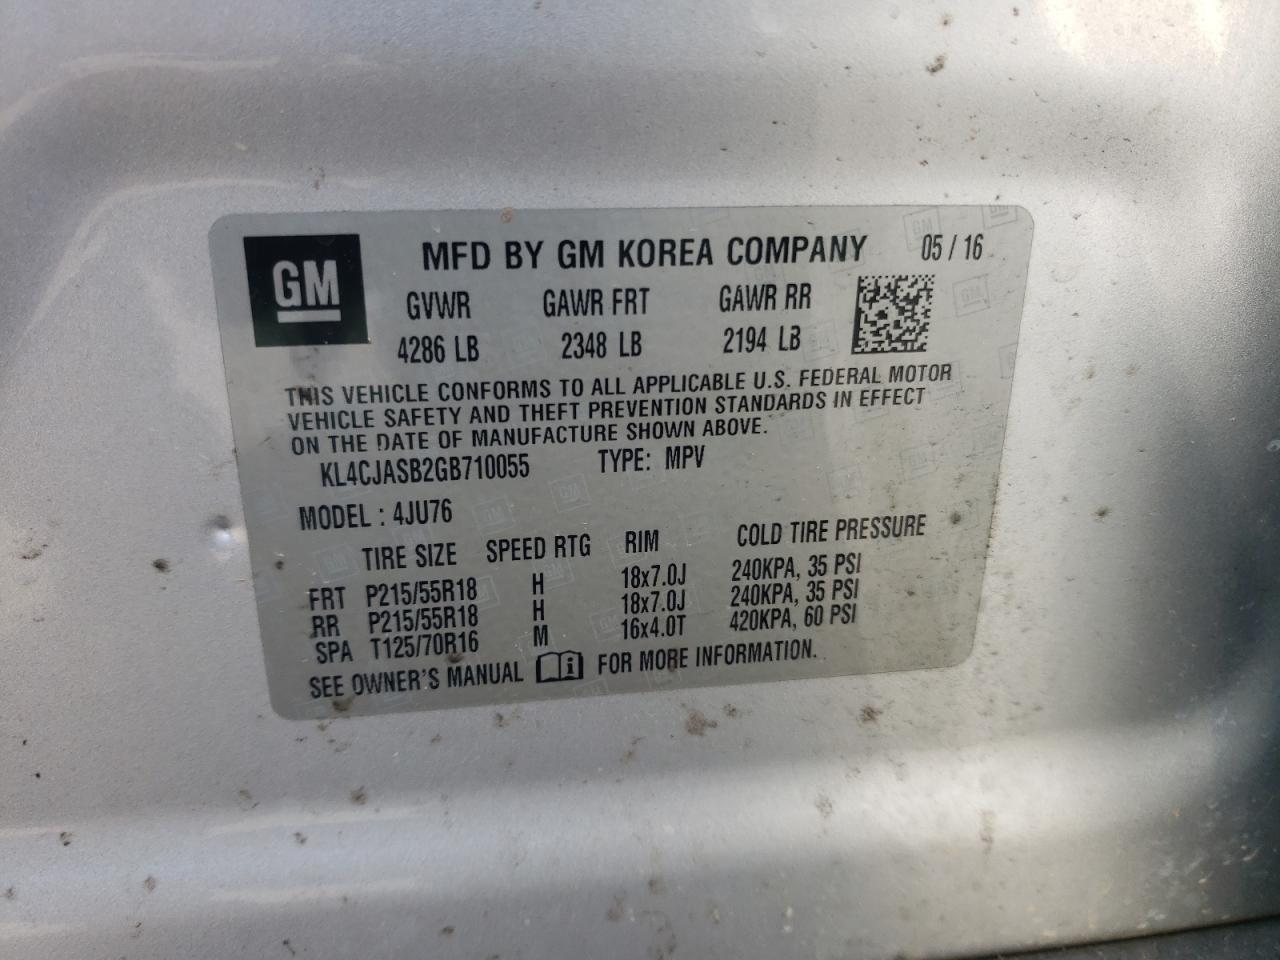 GM
MFD BY GM KOREA COMPANY 05 / 16
GVWR GAWR FRT GAWR RR
4286 LB 2348 LB 2194 LB
THIS VEHICLE CONFORMS TO ALL APPLICABLE U.S. FEDERAL MOTOR
VEHICLE SAFETY AND THEFT PREVENTION STANDARDS IN EFFECT
ON THE DATE OF MANUFACTURE SHOWN ABOVE.
KL4CJASB2GB710055 TYPE: MPV
MODEL : 4JU76
TIRE SIZE SPEED RTG RIM COLD TIRE PRESSURE
FRT P215/55R18 H 18x7.0J 240KPA, 35 PSI
RR P215/55R18 H 18x7.0J 240KPA, 35 PSI
SPA T125/70R16 M 16x4.0T 420KPA, 60 PSI
SEE OWNER'S MANUAL i FOR MORE INFORMATION.